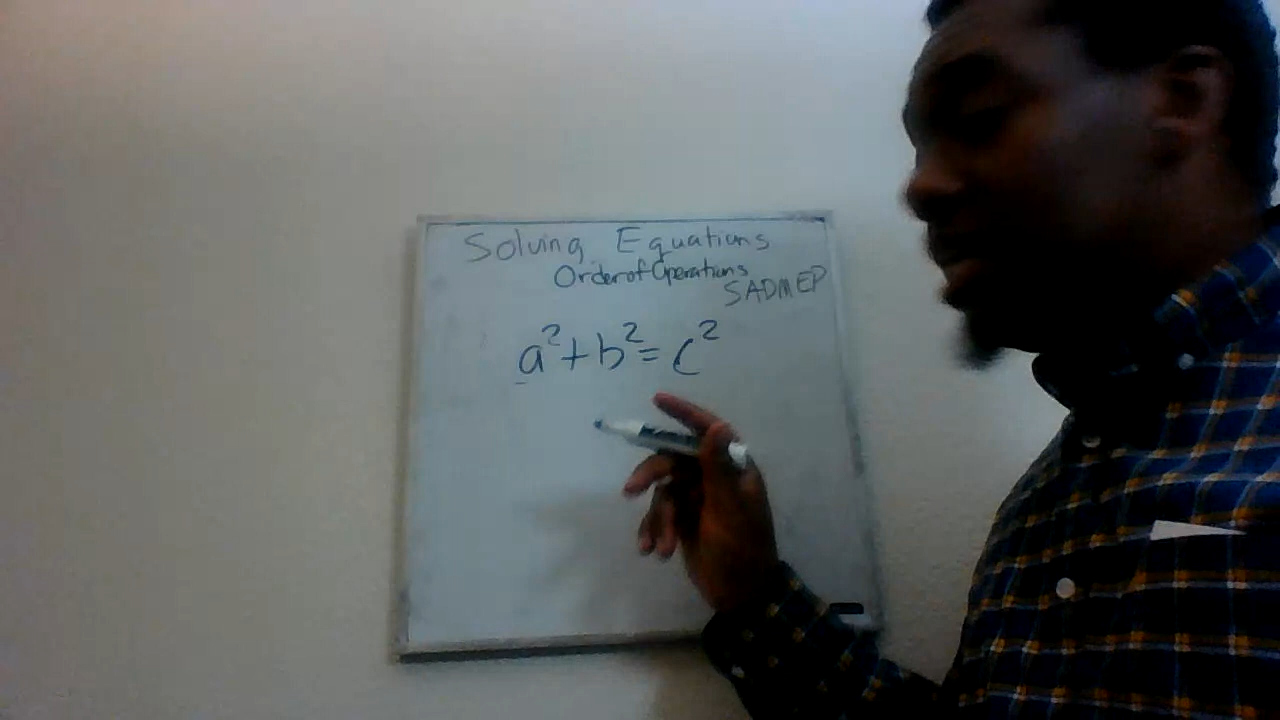 Solving Equations
Order of Operations
SADMEP
a²+b²=c²